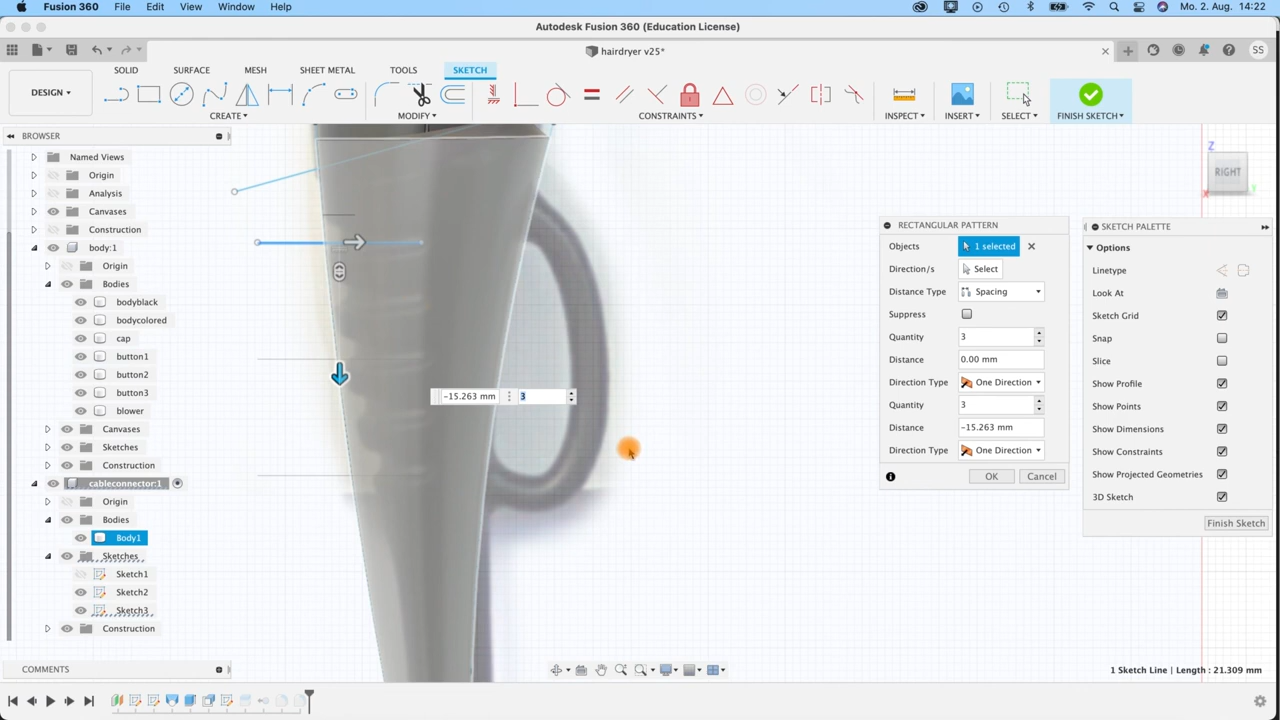 Fusion 360 File Edit View Window Help Mo. 2. Aug. 14:22
Autodesk Fusion 360 (Education License)
hairdryer v25* SS
SOLID SURFACE MESH SHEET METAL TOOLS SKETCH
DESIGN
CREATE MODIFY CONSTRAINTS INSPECT INSERT SELECT FINISH SKETCH
BROWSER
Named Views
Origin
Analysis
Canvases
Construction
body:1
Origin
Bodies
bodyblack
bodycolored
cap
button1
button2
button3
blower
Canvases
Sketches
Construction
cableconnector:1
Origin
Bodies
Body1
Sketches
Sketch1
Sketch2
Sketch3
Construction
COMMENTS
-15.263 mm 3
Z
RIGHT
X Y
RECTANGULAR PATTERN
Objects 1 selected
Direction/s Select
Distance Type Spacing
Suppress
Quantity 3
Distance 0.00 mm
Direction Type One Direction
Quantity 3
Distance -15.263 mm
Direction Type One Direction
OK Cancel
SKETCH PALETTE
Options
Linetype
Look At
Sketch Grid
Snap
Slice
Show Profile
Show Points
Show Dimensions
Show Constraints
Show Projected Geometries
3D Sketch
Finish Sketch
1 Sketch Line | Length : 21.309 mm